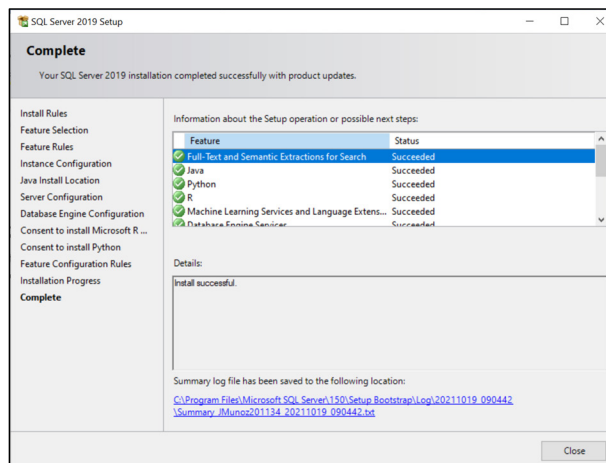 SQL Server 2019 Setup
Complete
Your SQL Server 2019 installation completed successfully with product updates.
Install Rules
Feature Selection
Feature Rules
Instance Configuration
Java Install Location
Server Configuration
Database Engine Configuration
Consent to install Microsoft R ...
Consent to install Python
Feature Configuration Rules
Installation Progress
Complete
Information about the Setup operation or possible next steps:
Feature Status
Full-Text and Semantic Extractions for Search Succeeded
Java Succeeded
Python Succeeded
R Succeeded
Machine Learning Services and Language Extens... Succeeded
Database Engine Services Succeeded
Details:
Install successful.
Summary log file has been saved to the following location:
C:\Program Files\Microsoft SQL Server\150\Setup Bootstrap\Log\20211019_090442
\Summary_JMunoz201134_20211019_090442.txt
Close